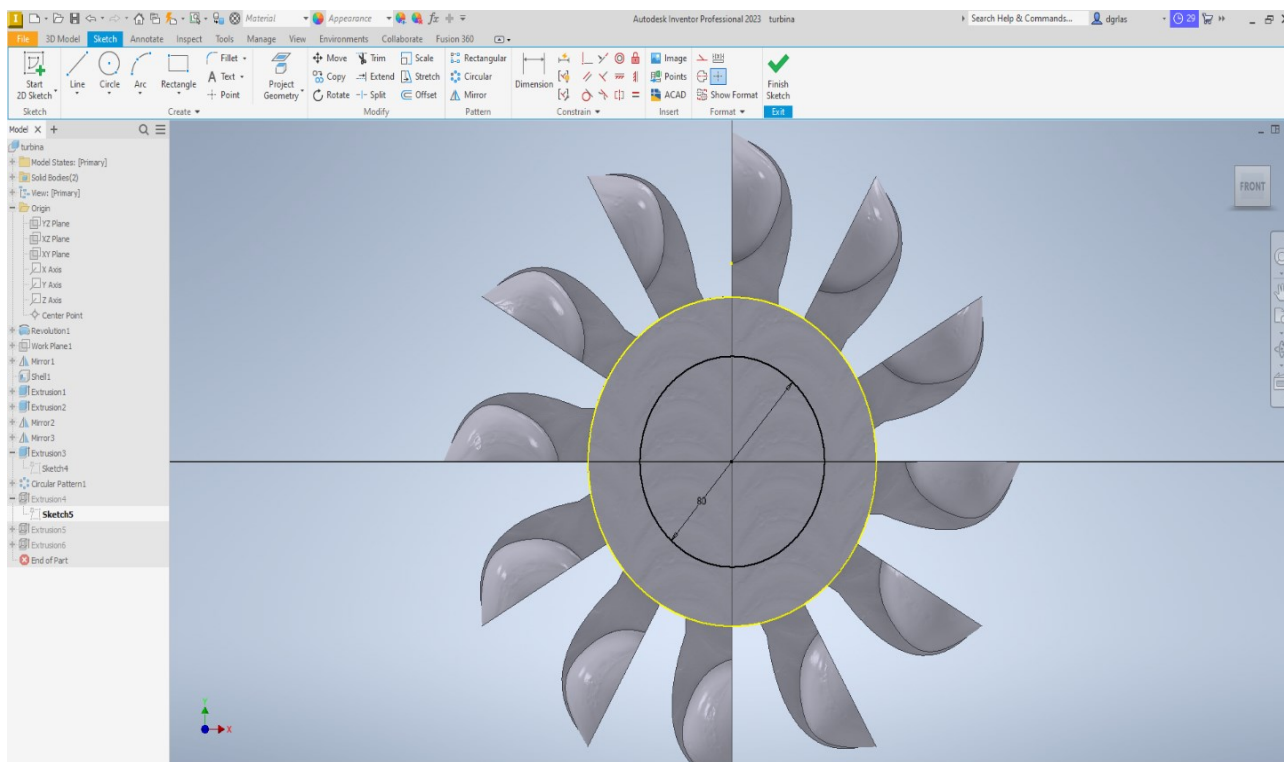 Material Appearance fx Autodesk Inventor Professional 2023 turbina Search Help & Commands... dgrlas 29
File 3D Model Sketch Annotate Inspect Tools Manage View Environments Collaborate Fusion 360
Start 2D Sketch Line Circle Arc Rectangle Fillet Text Point Project Geometry Move Copy Rotate Trim Extend Split Scale Stretch Offset Rectangular Circular Mirror Dimension Image Points ACAD Show Format Finish Sketch
Sketch Create Modify Pattern Constrain Insert Format Exit
Model
turbina
Model States: [Primary]
Solid Bodies(2)
View: [Primary]
Origin
YZ Plane
XZ Plane
XY Plane
X Axis
Y Axis
Z Axis
Center Point
Revolution1
Work Plane1
Mirror1
Shell1
Extrusion1
Extrusion2
Mirror2
Mirror3
Extrusion3
Sketch4
Circular Pattern1
Extrusion4
Sketch5
Extrusion5
Extrusion6
End of Part
FRONT
80
Y
X